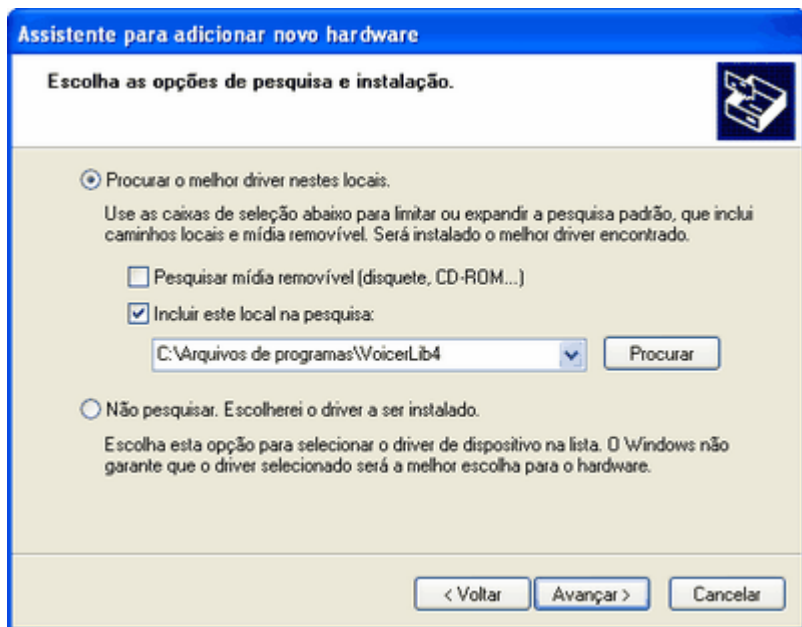 Assistente para adicionar novo hardware
Escolha as opções de pesquisa e instalação.
Procurar o melhor driver nestes locais.
Use as caixas de seleção abaixo para limitar ou expandir a pesquisa padrão, que inclui
caminhos locais e mídia removível. Será instalado o melhor driver encontrado.
Pesquisar mídia removível (disquete, CD-ROM...)
Incluir este local na pesquisa:
C:\Arquivos de programas\VoicerLib4
Procurar
Não pesquisar. Escolherei o driver a ser instalado.
Escolha esta opção para selecionar o driver de dispositivo na lista. O Windows não
garante que o driver selecionado será a melhor escolha para o hardware.
< Voltar
Avançar >
Cancelar